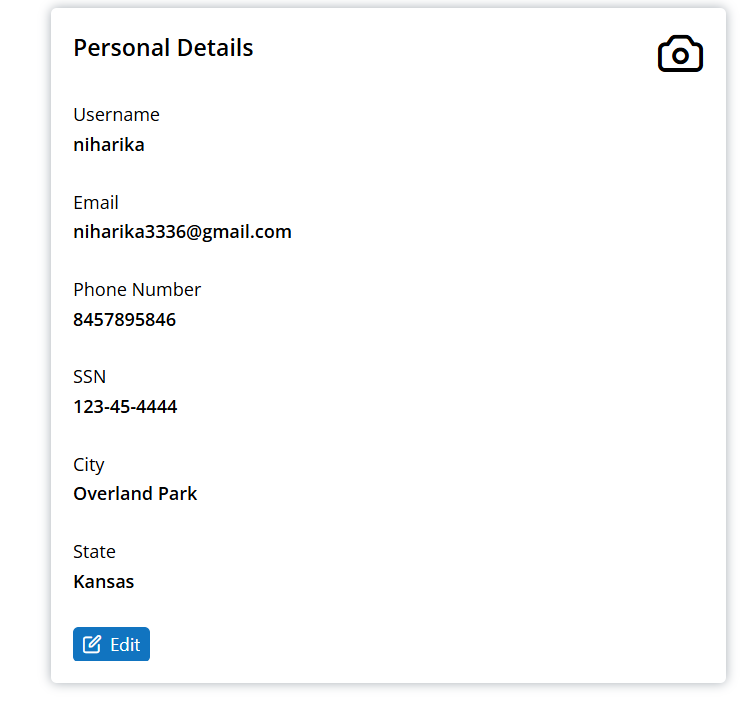 Personal Details
Username
niharika
Email
niharika3336@gmail.com
Phone Number
8457895846
SSN
123-45-4444
City
Overland Park
State
Kansas
Edit